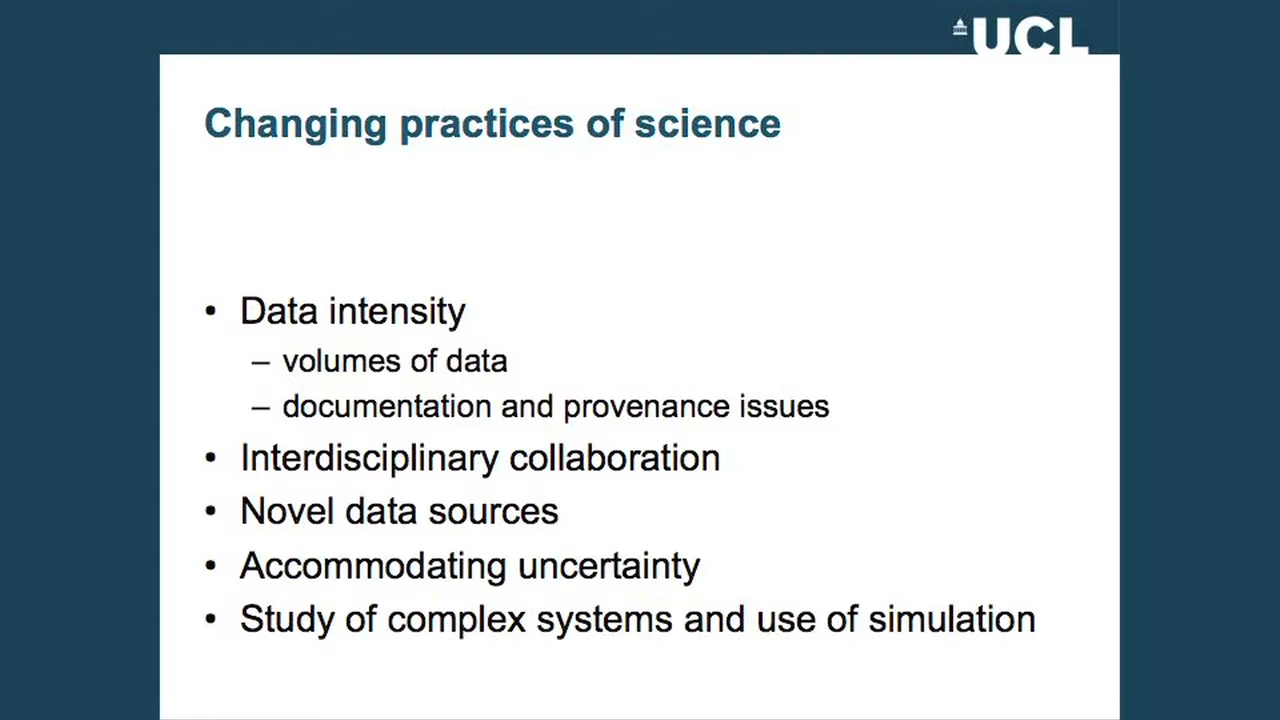 UCL
Changing practices of science
• Data intensity
– volumes of data
– documentation and provenance issues
• Interdisciplinary collaboration
• Novel data sources
• Accommodating uncertainty
• Study of complex systems and use of simulation